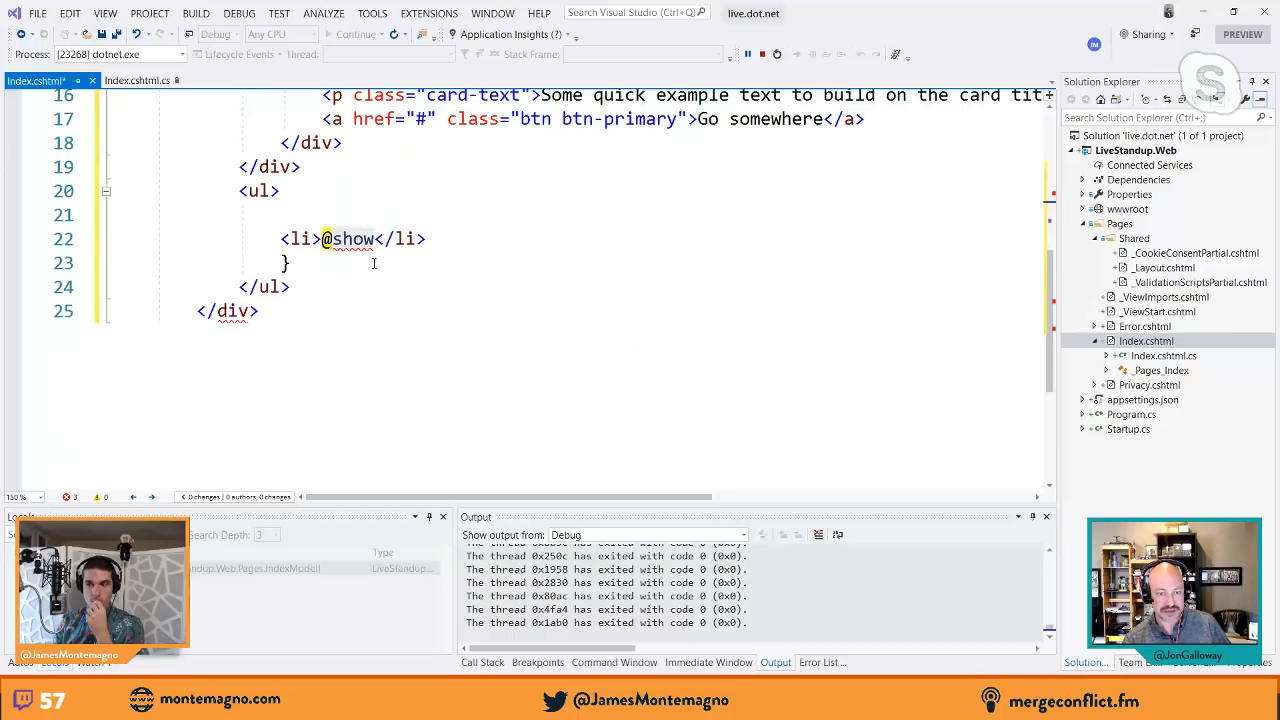 FILE EDIT VIEW PROJECT BUILD DEBUG TEST ANALYZE TOOLS EXTENSIONS WINDOW HELP Search Visual Studio (Ctrl+Q) live.dot.net
Debug Any CPU Continue Application Insights (?) Sharing PREVIEW
Process: [23268] dotnet.exe Lifecycle Events Thread: Stack Frame:
JM
Index.cshtml* Index.cshtml.cs
16 <p class="card-text">Some quick example text to build on the card tit
17 <a href="#" class="btn btn-primary">Go somewhere</a>
18 </div>
19 </div>
20 <ul>
21
22 <li>@show</li>
23 }
24 </ul>
25 </div>
150 % 3 0 0 changes | 0 authors, 0 changes
Solution Explorer
Search Solution Explorer (Ctrl+;)
Solution 'live.dot.net' (1 of 1 project)
LiveStandup.Web
Connected Services
Dependencies
Properties
wwwroot
Pages
Shared
_CookieConsentPartial.cshtml
_Layout.cshtml
_ValidationScriptsPartial.cshtml
_ViewImports.cshtml
_ViewStart.cshtml
Error.cshtml
Index.cshtml
Index.cshtml.cs
_Pages_Index
Privacy.cshtml
appsettings.json
Program.cs
Startup.cs
Search Depth: 3
Type
ndup.Web.Pages.IndexModel} LiveStandup...
Output
Show output from: Debug
The thread 0x250c has exited with code 0 (0x0).
The thread 0x1958 has exited with code 0 (0x0).
The thread 0x2830 has exited with code 0 (0x0).
The thread 0x80ac has exited with code 0 (0x0).
The thread 0x4fa4 has exited with code 0 (0x0).
The thread 0x1ab0 has exited with code 0 (0x0).
Call Stack Breakpoints Command Window Immediate Window Output Error List ...
Solution... Team E
@JamesMontemagno
@JonGalloway
57 montemagno.com @JamesMontemagno mergeconflict.fm